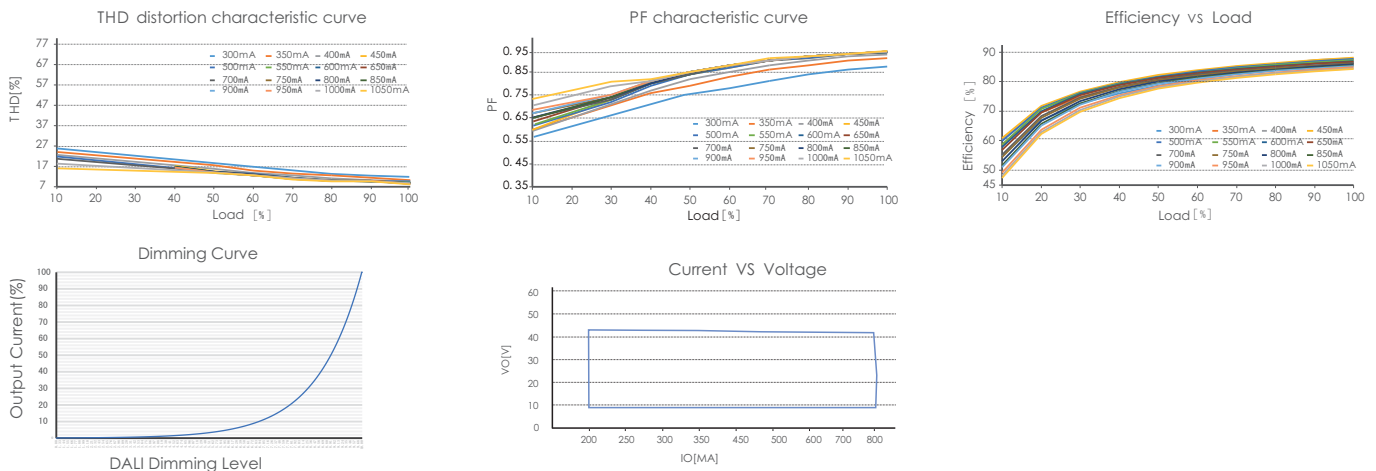 THD distortion characteristic curve
THD[%]
77
67
57
47
37
27
17
7
300mA 350mA 400mA 450mA
500mA 550mA 600mA 650mA
700mA 750mA 800mA 850mA
900mA 950mA 1000mA 1050mA
10 20 30 40 50 60 70 80 90 100
Load [%]
PF characteristic curve
PF
0.95
0.85
0.75
0.65
0.55
0.45
0.35
300mA 350mA 400mA 450mA
500mA 550mA 600mA 650mA
700mA 750mA 800mA 850mA
900mA 950mA 1000mA 1050mA
10 20 30 40 50 60 70 80 90 100
Load[%]
Efficiency vs Load
Efficiency [%]
90
80
70
60
50
45
300mA 350mA 400mA 450mA
500mA 550mA 600mA 650mA
700mA 750mA 800mA 850mA
900mA 950mA 1000mA 1050mA
10 20 30 40 50 60 70 80 90 100
Load[%]
Dimming Curve
Output Current(%)
100
90
80
70
60
50
40
30
20
10
DALI Dimming Level
Current VS Voltage
VO[V]
60
50
40
30
20
10
0
200 250 300 350 450 500 600 700 800
IO[MA]